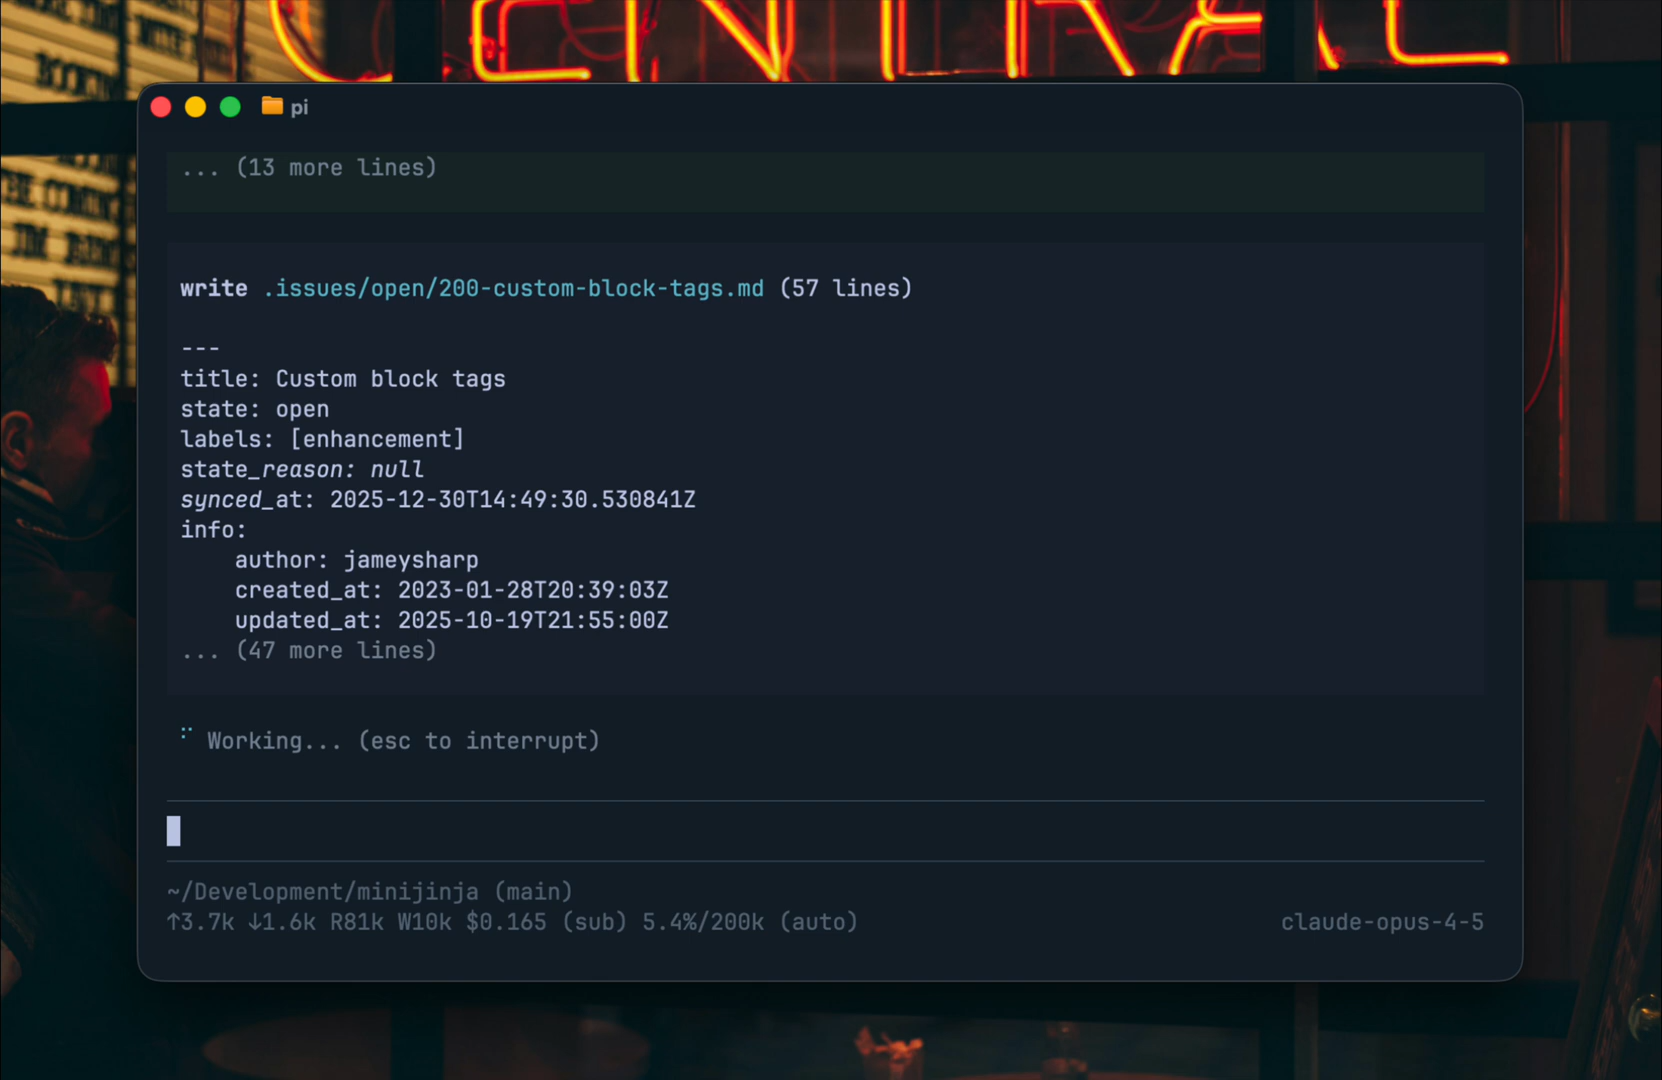 CENTRAL
pi
... (13 more lines)
write .issues/open/200-custom-block-tags.md (57 lines)
---
title: Custom block tags
state: open
labels: [enhancement]
state_reason: null
synced_at: 2025-12-30T14:49:30.530841Z
info:
author: jameysharp
created_at: 2023-01-28T20:39:03Z
updated_at: 2025-10-19T21:55:00Z
... (47 more lines)
Working... (esc to interrupt)
~/Development/minijinja (main)
↑3.7k ↓1.6k R81k W10k $0.165 (sub) 5.4%/200k (auto)
claude-opus-4-5